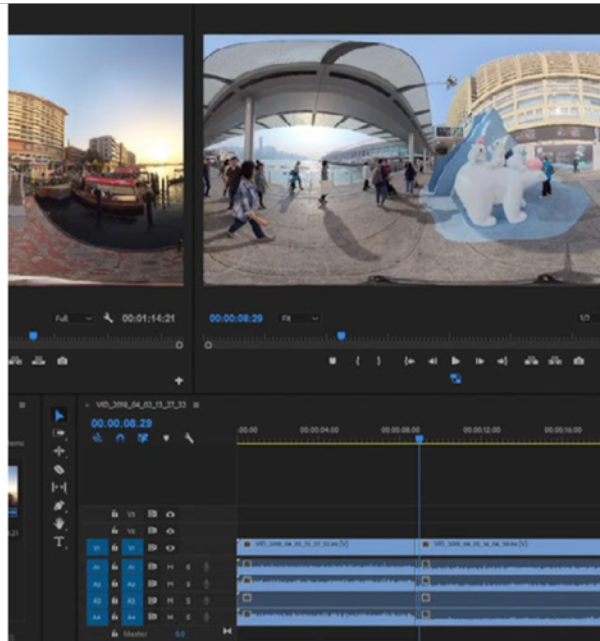 Full
00:01:14:21
00:00:08:29
Fit
1/2
VID_2018_04_03_15_37_33
00:00:08:29
:00:00
00:00:04:00
00:00:08:00
00:00:12:00
00:00:16:00
V3
V2
V1 V1
A1 A1 M S
A2 A2 M S
A3 A3 M S
A4 A4 M S
Master 0.0